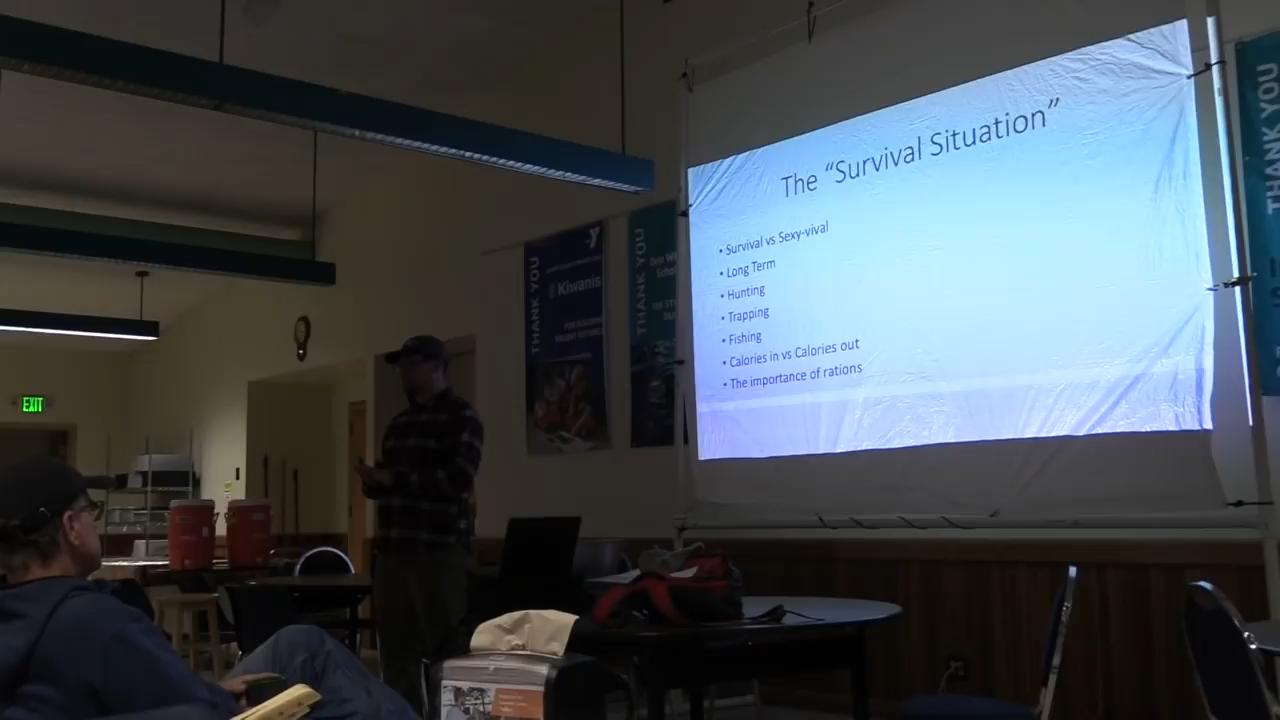 The “Survival Situation”
• Survival vs Sexy-vival
• Long Term
• Hunting
• Trapping
• Fishing
• Calories in vs Calories out
• The importance of rations
THANK YOU
Kiwanis
THANK YOU
THANK YOU
EXIT